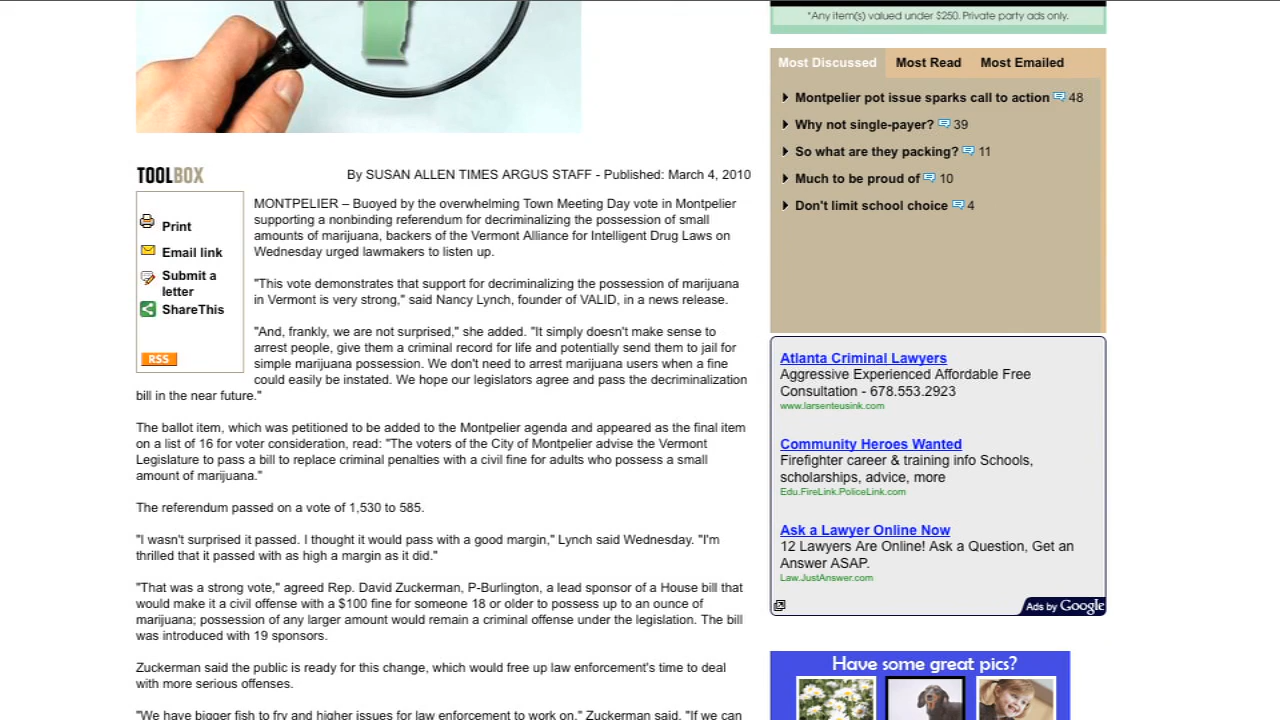 *Any item(s) valued under $250. Private party ads only.
Most Discussed Most Read Most Emailed
Montpelier pot issue sparks call to action 48
Why not single-payer? 39
So what are they packing? 11
Much to be proud of 10
Don't limit school choice 4
TOOLBOX
Print
Email link
Submit a
letter
ShareThis
RSS
By SUSAN ALLEN TIMES ARGUS STAFF - Published: March 4, 2010
MONTPELIER – Buoyed by the overwhelming Town Meeting Day vote in Montpelier
supporting a nonbinding referendum for decriminalizing the possession of small
amounts of marijuana, backers of the Vermont Alliance for Intelligent Drug Laws on
Wednesday urged lawmakers to listen up.
"This vote demonstrates that support for decriminalizing the possession of marijuana
in Vermont is very strong," said Nancy Lynch, founder of VALID, in a news release.
"And, frankly, we are not surprised," she added. "It simply doesn't make sense to
arrest people, give them a criminal record for life and potentially send them to jail for
simple marijuana possession. We don't need to arrest marijuana users when a fine
could easily be instated. We hope our legislators agree and pass the decriminalization
bill in the near future."
The ballot item, which was petitioned to be added to the Montpelier agenda and appeared as the final item
on a list of 16 for voter consideration, read: "The voters of the City of Montpelier advise the Vermont
Legislature to pass a bill to replace criminal penalties with a civil fine for adults who possess a small
amount of marijuana."
The referendum passed on a vote of 1,530 to 585.
"I wasn't surprised it passed. I thought it would pass with a good margin," Lynch said Wednesday. "I'm
thrilled that it passed with as high a margin as it did."
"That was a strong vote," agreed Rep. David Zuckerman, P-Burlington, a lead sponsor of a House bill that
would make it a civil offense with a $100 fine for someone 18 or older to possess up to an ounce of
marijuana; possession of any larger amount would remain a criminal offense under the legislation. The bill
was introduced with 19 sponsors.
Zuckerman said the public is ready for this change, which would free up law enforcement's time to deal
with more serious offenses.
"We have bigger fish to fry and higher issues for law enforcement to work on," Zuckerman said. "If we can
Atlanta Criminal Lawyers
Aggressive Experienced Affordable Free
Consultation - 678.553.2923
www.larsenteusink.com
Community Heroes Wanted
Firefighter career & training info Schools,
scholarships, advice, more
Edu.FireLink.PoliceLink.com
Ask a Lawyer Online Now
12 Lawyers Are Online! Ask a Question, Get an
Answer ASAP.
Law.JustAnswer.com
Ads by Google
Have some great pics?